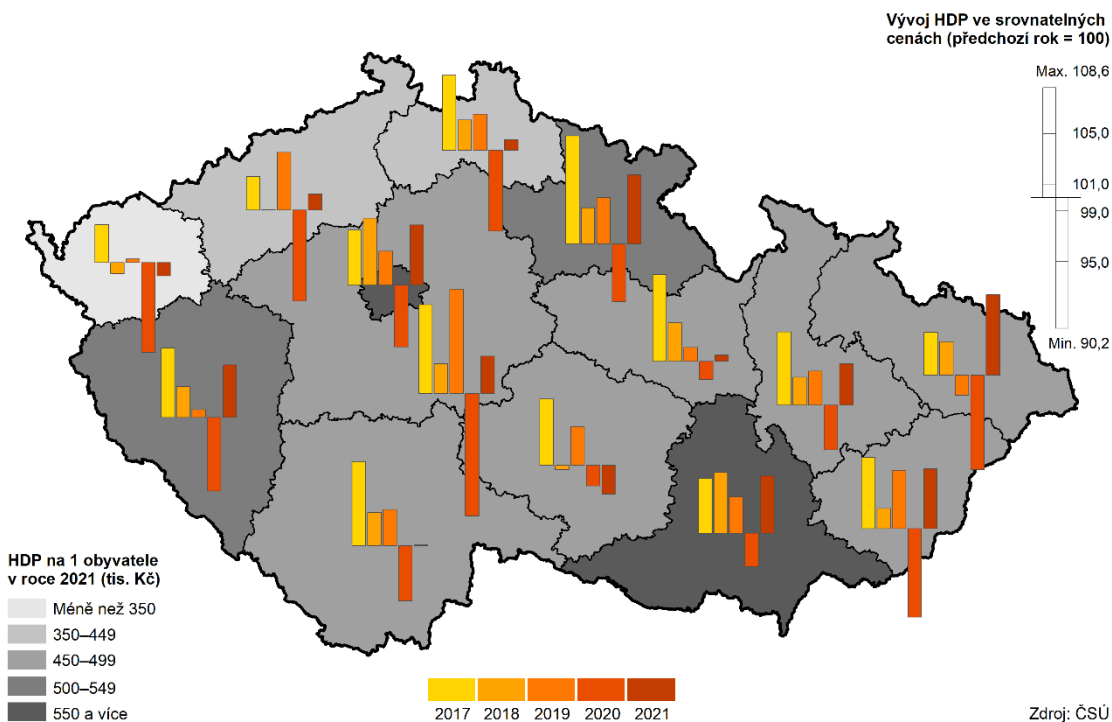 Vývoj HDP ve srovnatelných
cenách (předchozí rok = 100)
Max. 108,6
105,0
101,0
99,0
95,0
Min. 90,2
HDP na 1 obyvatele
v roce 2021 (tis. Kč)
Méně než 350
350–449
450–499
500–549
550 a více
2017 2018 2019 2020 2021
Zdroj: ČSÚ